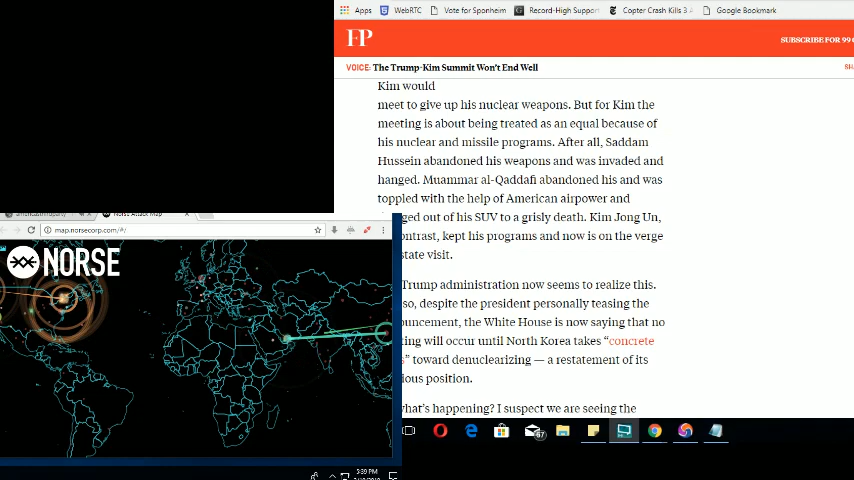 Apps WebRTC Vote for Sponheim Record-High Support Copter Crash Kills 3 Google Bookmark
FP
SUBSCRIBE FOR 99
VOICE: The Trump-Kim Summit Won't End Well
Kim would
meet to give up his nuclear weapons. But for Kim the
meeting is about being treated as an equal because of
his nuclear and missile programs. After all, Saddam
Hussein abandoned his weapons and was invaded and
hanged. Muammar al-Qaddafi abandoned his and was
toppled with the help of American airpower and
ged out of his SUV to a grisly death. Kim Jong Un,
ontrast, kept his programs and now is on the verge
state visit.
Trump administration now seems to realize this.
so, despite the president personally teasing the
ouncement, the White House is now saying that no
ting will occur until North Korea takes "concrete
s" toward denuclearizing — a restatement of its
ious position.
what's happening? I suspect we are seeing the
Norse Attack Map
map.norsecorp.com/#/
NORSE
67
5:39 PM